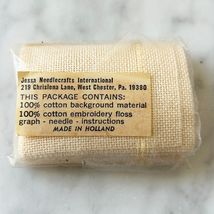 Jessa Needlecrafts International
219 Chrislena Lane, West Chester, Pa. 19380
THIS PACKAGE CONTAINS:
100% cotton background material
100% cotton embroidery floss
graph - needle - instructions
MADE IN HOLLAND